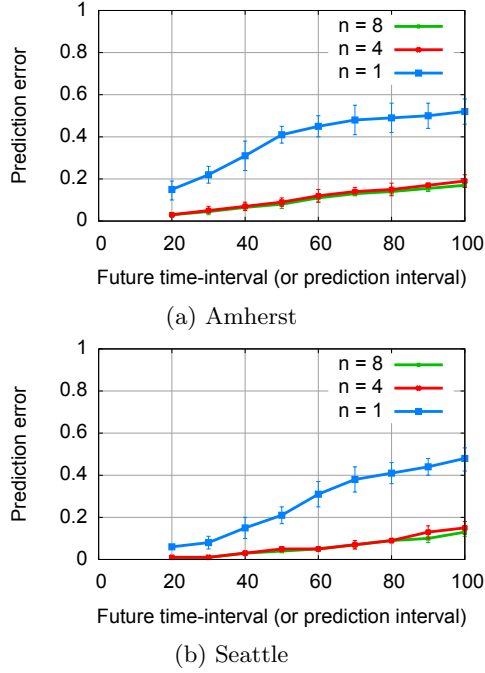 1
0.8
0.6
0.4
0.2
0
Prediction error
n = 8
n = 4
n = 1
0 20 40 60 80 100
Future time-interval (or prediction interval)
(a) Amherst
1
0.8
0.6
0.4
0.2
0
Prediction error
n = 8
n = 4
n = 1
0 20 40 60 80 100
Future time-interval (or prediction interval)
(b) Seattle